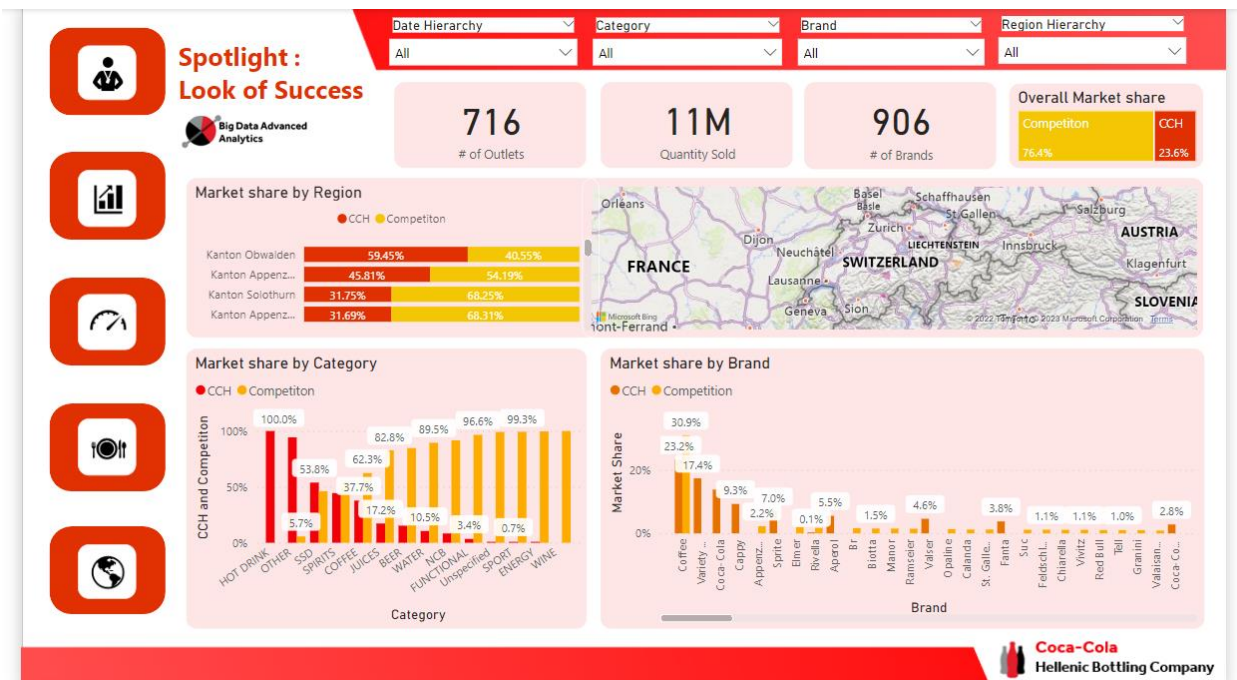 Date Hierarchy
Category
Brand
Region Hierarchy
All
All
All
All
Spotlight :
Look of Success
Big Data Advanced
Analytics
716
# of Outlets
11M
Quantity Sold
906
# of Brands
Overall Market share
Competiton
CCH
76.4%
23.6%
Market share by Region
CCH
Competiton
Kanton Obwalden
59.45%
40.55%
Kanton Appenz...
45.81%
54.19%
Kanton Solothurn
31.75%
68.25%
Kanton Appenz...
31.69%
68.31%
Orléans
Basel
Basle
Schaffhausen
Zurich
St.Gallen
Salzburg
Dijon
Neuchâtel
LIECHTENSTEIN
Innsbruck
AUSTRIA
FRANCE
SWITZERLAND
Klagenfurt
Lausanne
SLOVENIA
Geneva
Sion
Microsoft Bing
mont-Ferrand
© 2022 TomTom, © 2023 Microsoft Corporation
Terms
Market share by Category
CCH
Competiton
CCH and Competiton
100%
50%
0%
100.0%
5.7%
53.8%
37.7%
62.3%
17.2%
82.8%
10.5%
89.5%
3.4%
96.6%
0.7%
99.3%
HOT DRINK
OTHER
SSD
SPIRITS
COFFEE
JUICES
BEER
WATER
NCB
FUNCTIONAL
Unspecified
SPORT
ENERGY
WINE
Category
Market share by Brand
CCH
Competition
Market Share
20%
0%
30.9%
23.2%
17.4%
9.3%
2.2%
7.0%
0.1%
5.5%
1.5%
4.6%
3.8%
1.1%
1.1%
1.0%
2.8%
Coffee
Variety ...
Coca- Cola
Cappy
Appenz...
Sprite
Elmer
Rivella
Aperol
Br
Biotta
Manor
Ramseier
Valser
Opaline
Calanda
St. Galle...
Fanta
Suc
Feldschl...
Chiarella
Vivitz
Red Bull
Tell
Granini
Valaisan...
Coca-Co...
Brand
Coca-Cola
Hellenic Bottling Company